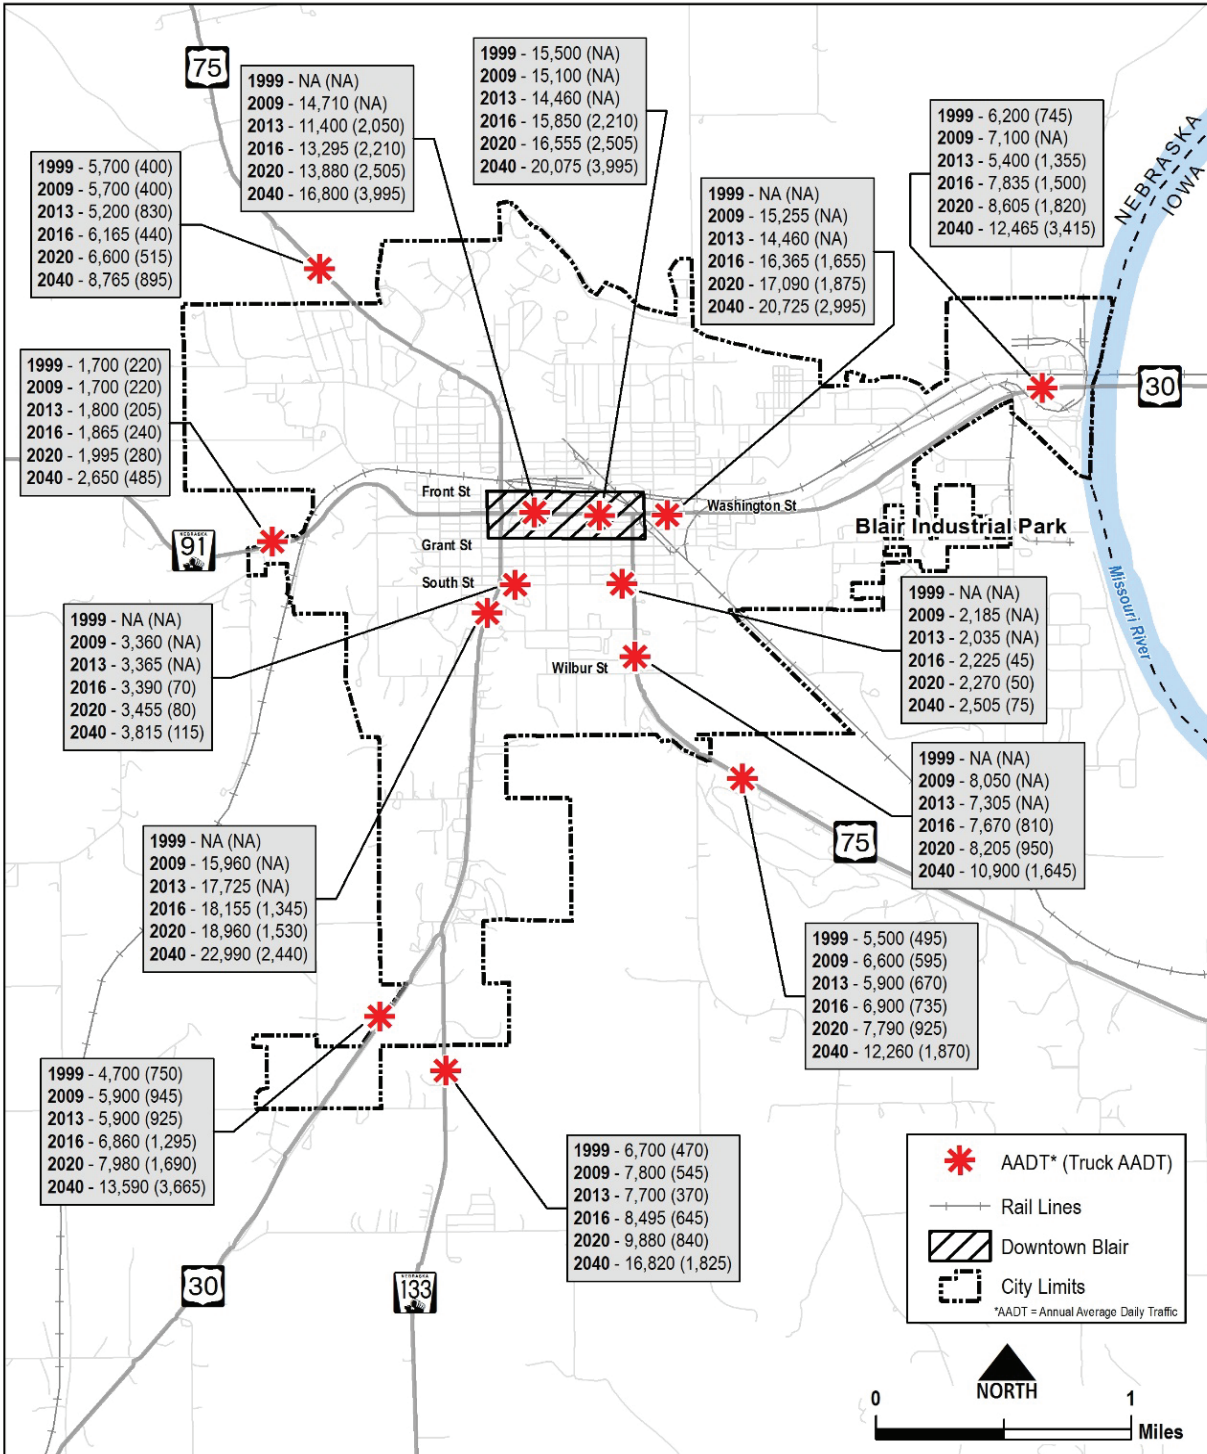 75
1999 - NA (NA)
2009 - 14,710 (NA)
2013 - 11,400 (2,050)
2016 - 13,295 (2,210)
2020 - 13,880 (2,505)
2040 - 16,800 (3,995)
1999 - 15,500 (NA)
2009 - 15,100 (NA)
2013 - 14,460 (NA)
2016 - 15,850 (2,210)
2020 - 16,555 (2,505)
2040 - 20,075 (3,995)
1999 - 6,200 (745)
2009 - 7,100 (NA)
2013 - 5,400 (1,355)
2016 - 7,835 (1,500)
2020 - 8,605 (1,820)
2040 - 12,465 (3,415)
NEBRASKA
IOWA
1999 - 5,700 (400)
2009 - 5,700 (400)
2013 - 5,200 (830)
2016 - 6,165 (440)
2020 - 6,600 (515)
2040 - 8,765 (895)
1999 - NA (NA)
2009 - 15,255 (NA)
2013 - 14,460 (NA)
2016 - 16,365 (1,655)
2020 - 17,090 (1,875)
2040 - 20,725 (2,995)
1999 - 1,700 (220)
2009 - 1,700 (220)
2013 - 1,800 (205)
2016 - 1,865 (240)
2020 - 1,995 (280)
2040 - 2,650 (485)
30
Front St
Washington St
Blair Industrial Park
NEBRASKA
91
Grant St
South St
Missouri River
1999 - NA (NA)
2009 - 3,360 (NA)
2013 - 3,365 (NA)
2016 - 3,390 (70)
2020 - 3,455 (80)
2040 - 3,815 (115)
1999 - NA (NA)
2009 - 2,185 (NA)
2013 - 2,035 (NA)
2016 - 2,225 (45)
2020 - 2,270 (50)
2040 - 2,505 (75)
Wilbur St
1999 - NA (NA)
2009 - 8,050 (NA)
2013 - 7,305 (NA)
2016 - 7,670 (810)
2020 - 8,205 (950)
2040 - 10,900 (1,645)
75
1999 - NA (NA)
2009 - 15,960 (NA)
2013 - 17,725 (NA)
2016 - 18,155 (1,345)
2020 - 18,960 (1,530)
2040 - 22,990 (2,440)
1999 - 5,500 (495)
2009 - 6,600 (595)
2013 - 5,900 (670)
2016 - 6,900 (735)
2020 - 7,790 (925)
2040 - 12,260 (1,870)
1999 - 4,700 (750)
2009 - 5,900 (945)
2013 - 5,900 (925)
2016 - 6,860 (1,295)
2020 - 7,980 (1,690)
2040 - 13,590 (3,665)
1999 - 6,700 (470)
2009 - 7,800 (545)
2013 - 7,700 (370)
2016 - 8,495 (645)
2020 - 9,880 (840)
2040 - 16,820 (1,825)
30
NEBRASKA
133
AADT* (Truck AADT)
Rail Lines
Downtown Blair
City Limits
*AADT = Annual Average Daily Traffic
NORTH
0 1
Miles